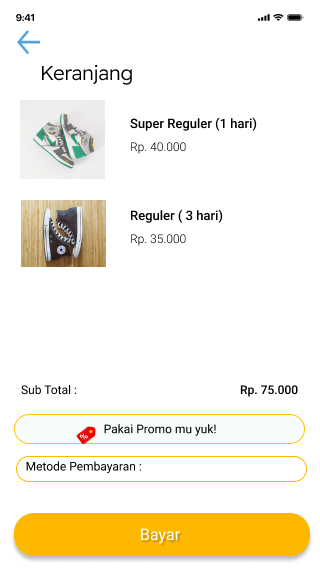 9:41
Keranjang
Super Reguler (1 hari)
Rp. 40.000
Reguler ( 3 hari)
Rp. 35.000
Sub Total :
Rp. 75.000
%
Pakai Promo mu yuk!
Metode Pembayaran :
Bayar